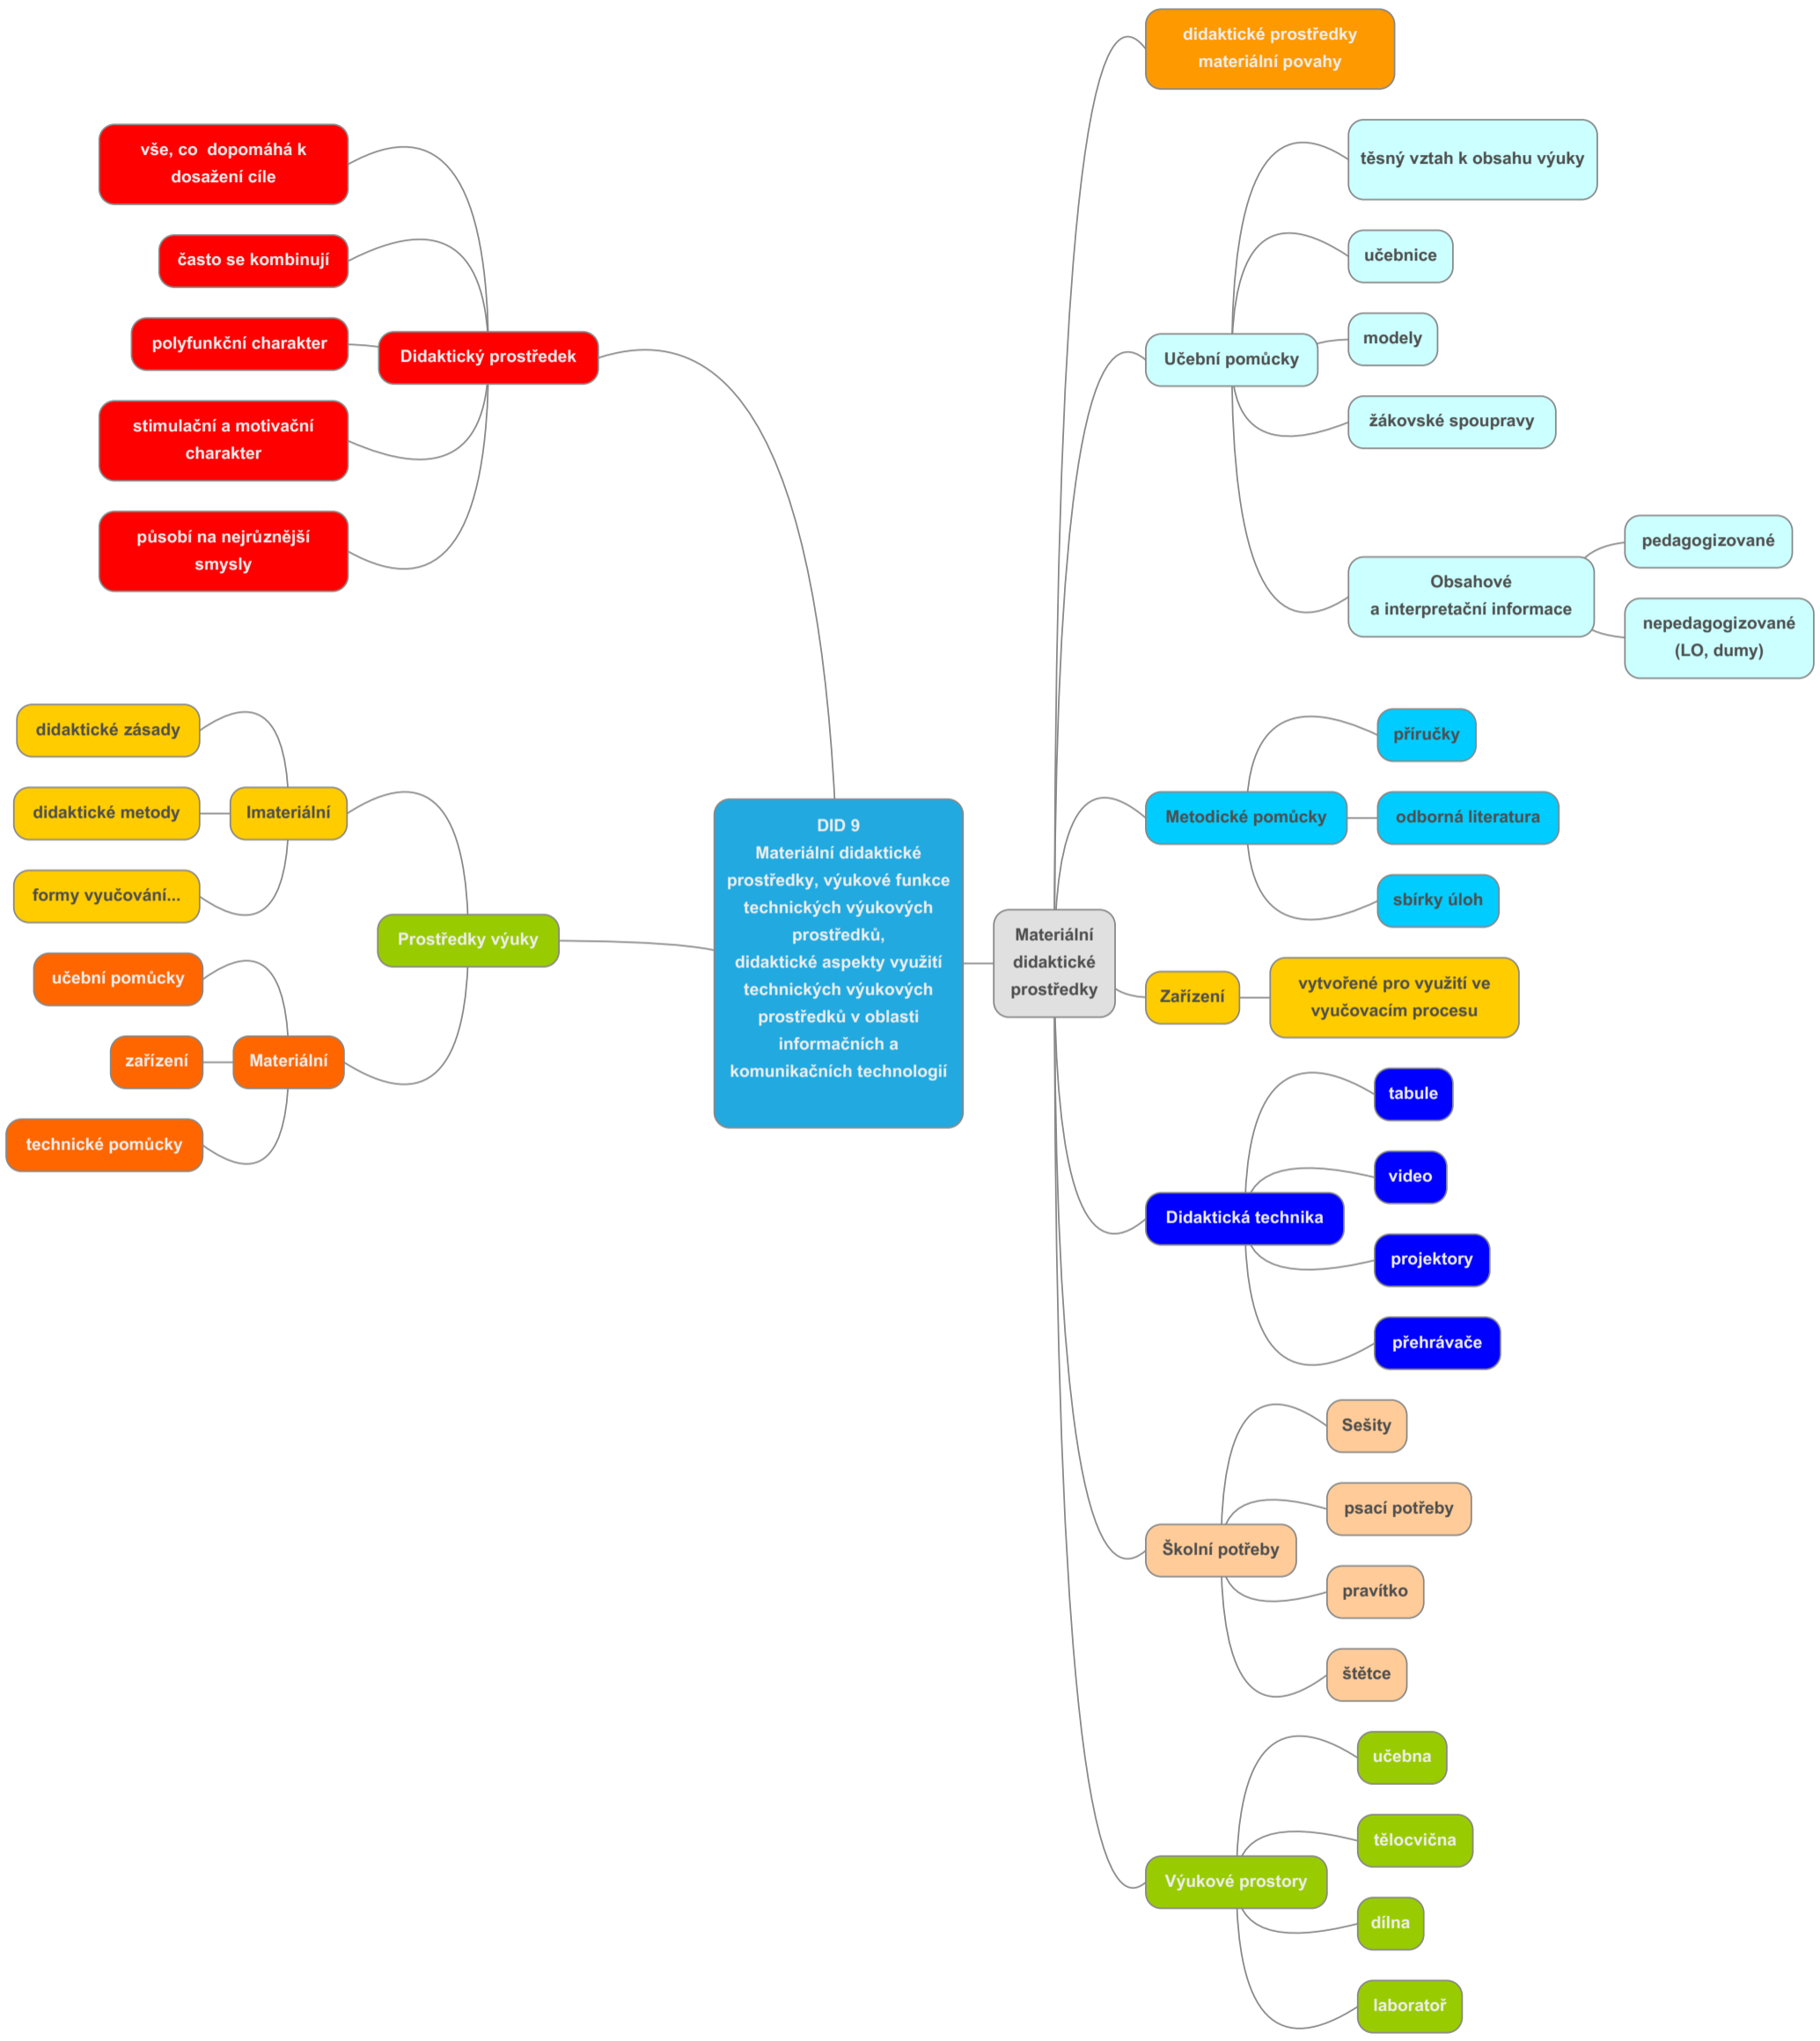 DID 9
Materiální didaktické
prostředky, výukové funkce
technických výukových
prostředků,
didaktické aspekty využití
technických výukových
prostředků v oblasti
informačních a
komunikačních technologií
Didaktický prostředek
vše, co  dopomáhá k
dosažení cíle
často se kombinují
polyfunkční charakter
stimulační a motivační
charakter
působí na nejrůznější
smysly
Prostředky výuky
Imateriální
didaktické zásady
didaktické metody
formy vyučování...
Materiální
učební pomůcky
zařízení
technické pomůcky
Materiální
didaktické
prostředky
didaktické prostředky
materiální povahy
Učební pomůcky
těsný vztah k obsahu výuky
učebnice
modely
žákovské spoupravy
Obsahové
a interpretační informace
pedagogizované
nepedagogizované
(LO, dumy)
Metodické pomůcky
příručky
odborná literatura
sbírky úloh
Zařízení
vytvořené pro využití ve
vyučovacím procesu
Didaktická technika
tabule
video
projektory
přehrávače
Školní potřeby
Sešity
psací potřeby
pravítko
štětce
Výukové prostory
učebna
tělocvična
dílna
laboratoř